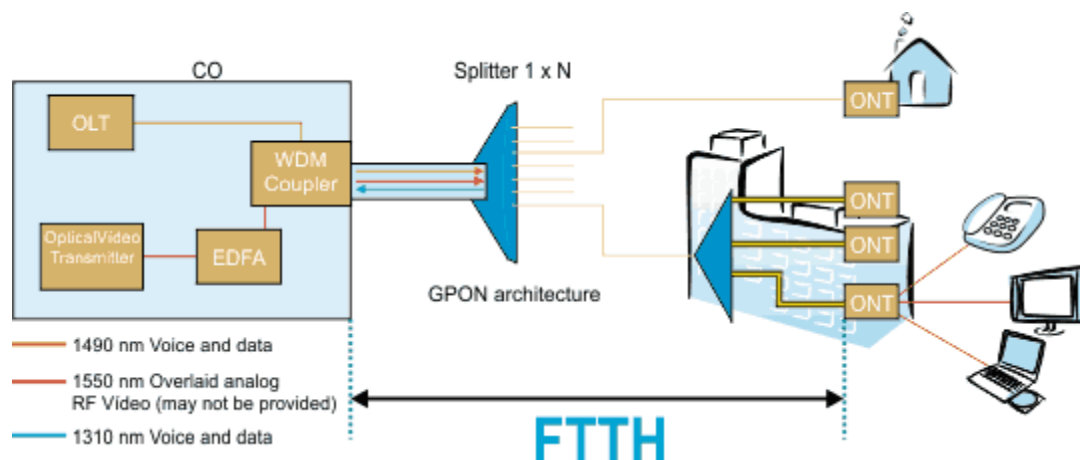 CO
Splitter 1 x N
ONT
OLT
WDM
Coupler
ONT
OpticalVideo
Transmitter
EDFA
ONT
GPON architecture
ONT
1490 nm Voice and data
1550 nm Overlaid analog
RF Video (may not be provided)
1310 nm Voice and data
FTTH